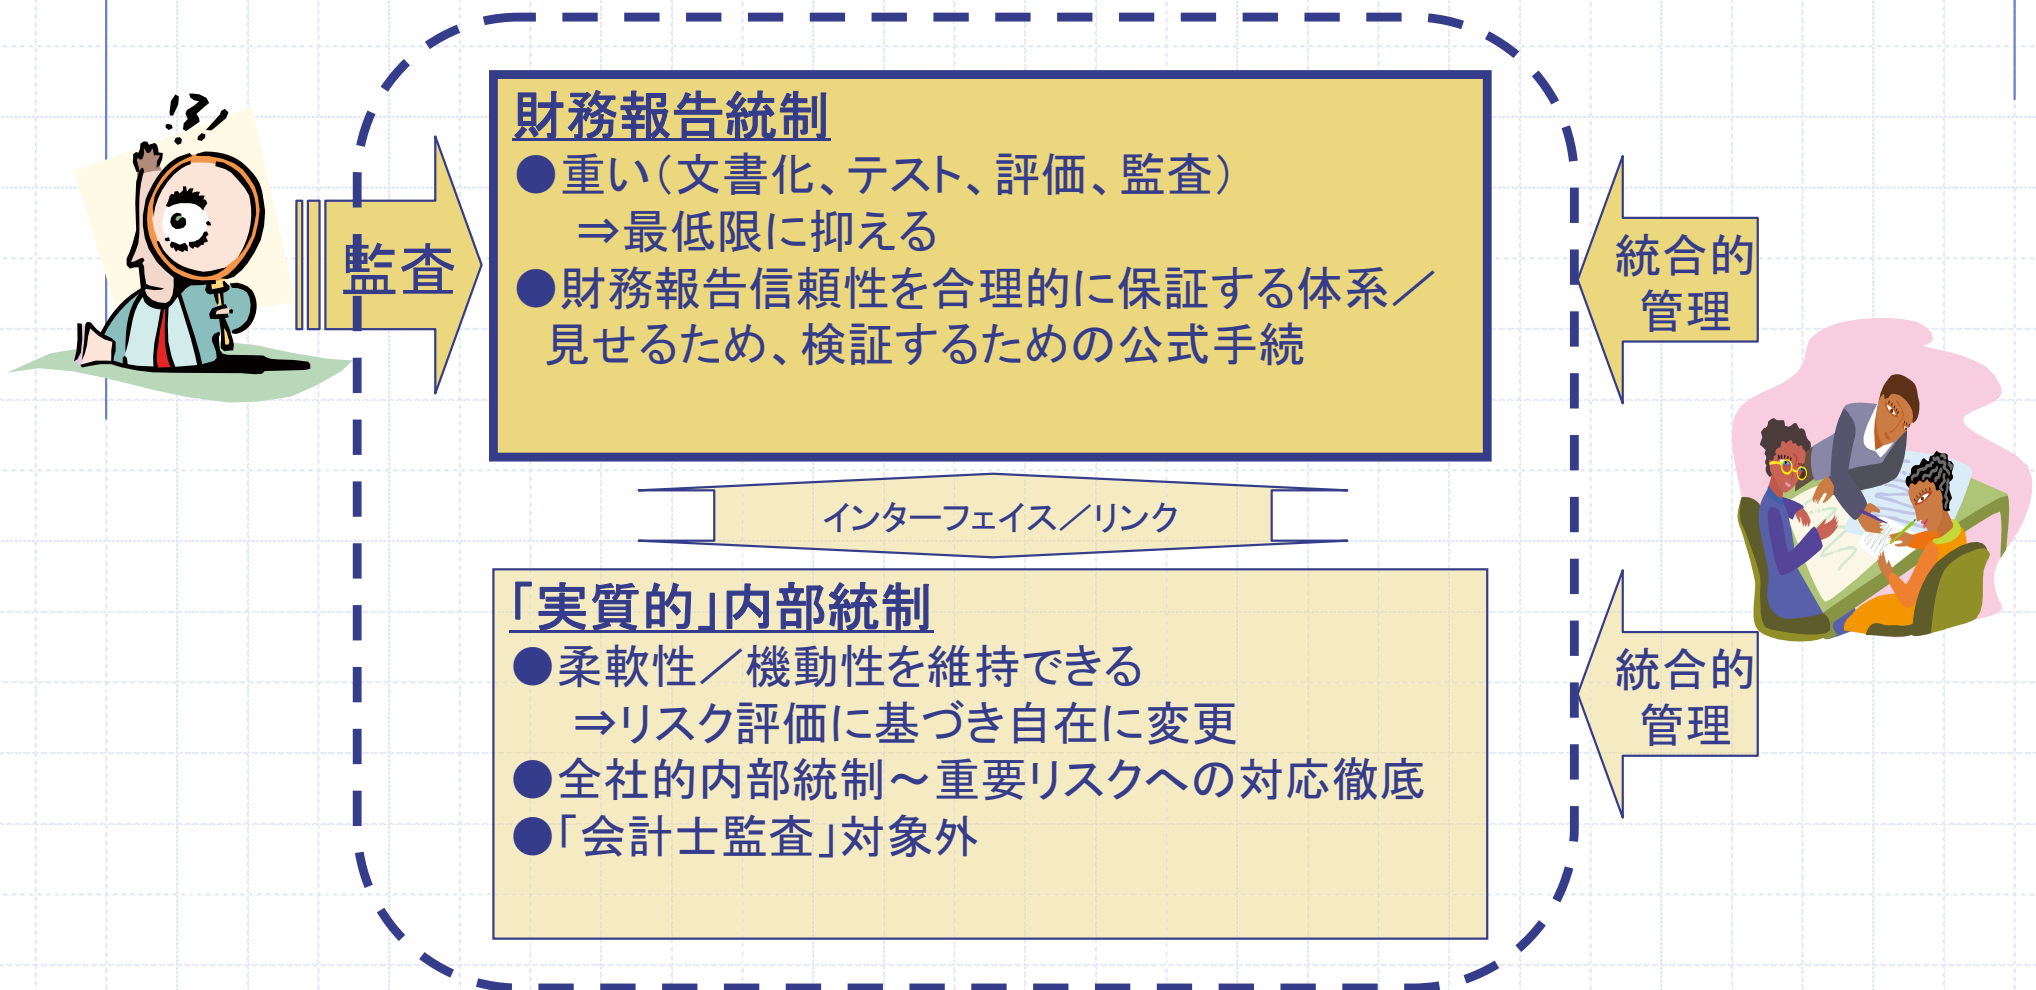 財務報告統制
●重い（文書化、テスト、評価、監査）
⇒最低限に抑える
●財務報告信頼性を合理的に保証する体系／
見せるため、検証するための公式手続
監査
統合的
管理
インターフェイス／リンク
「実質的」内部統制
●柔軟性／機動性を維持できる
⇒リスク評価に基づき自在に変更
●全社的内部統制～重要リスクへの対応徹底
●「会計士監査」対象外
統合的
管理